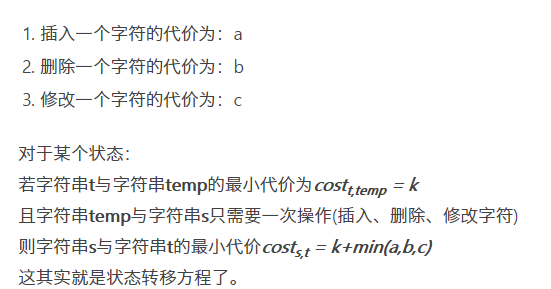 1. 插入一个字符的代价为：a
2. 删除一个字符的代价为：b
3. 修改一个字符的代价为：c
对于某个状态：
若字符串t与字符串temp的最小代价为cost_{t,temp} = k
且字符串temp与字符串s只需要一次操作(插入、删除、修改字符)
则字符串s与字符串t的最小代价cost_{s,t} = k+min(a,b,c)
这其实就是状态转移方程了。